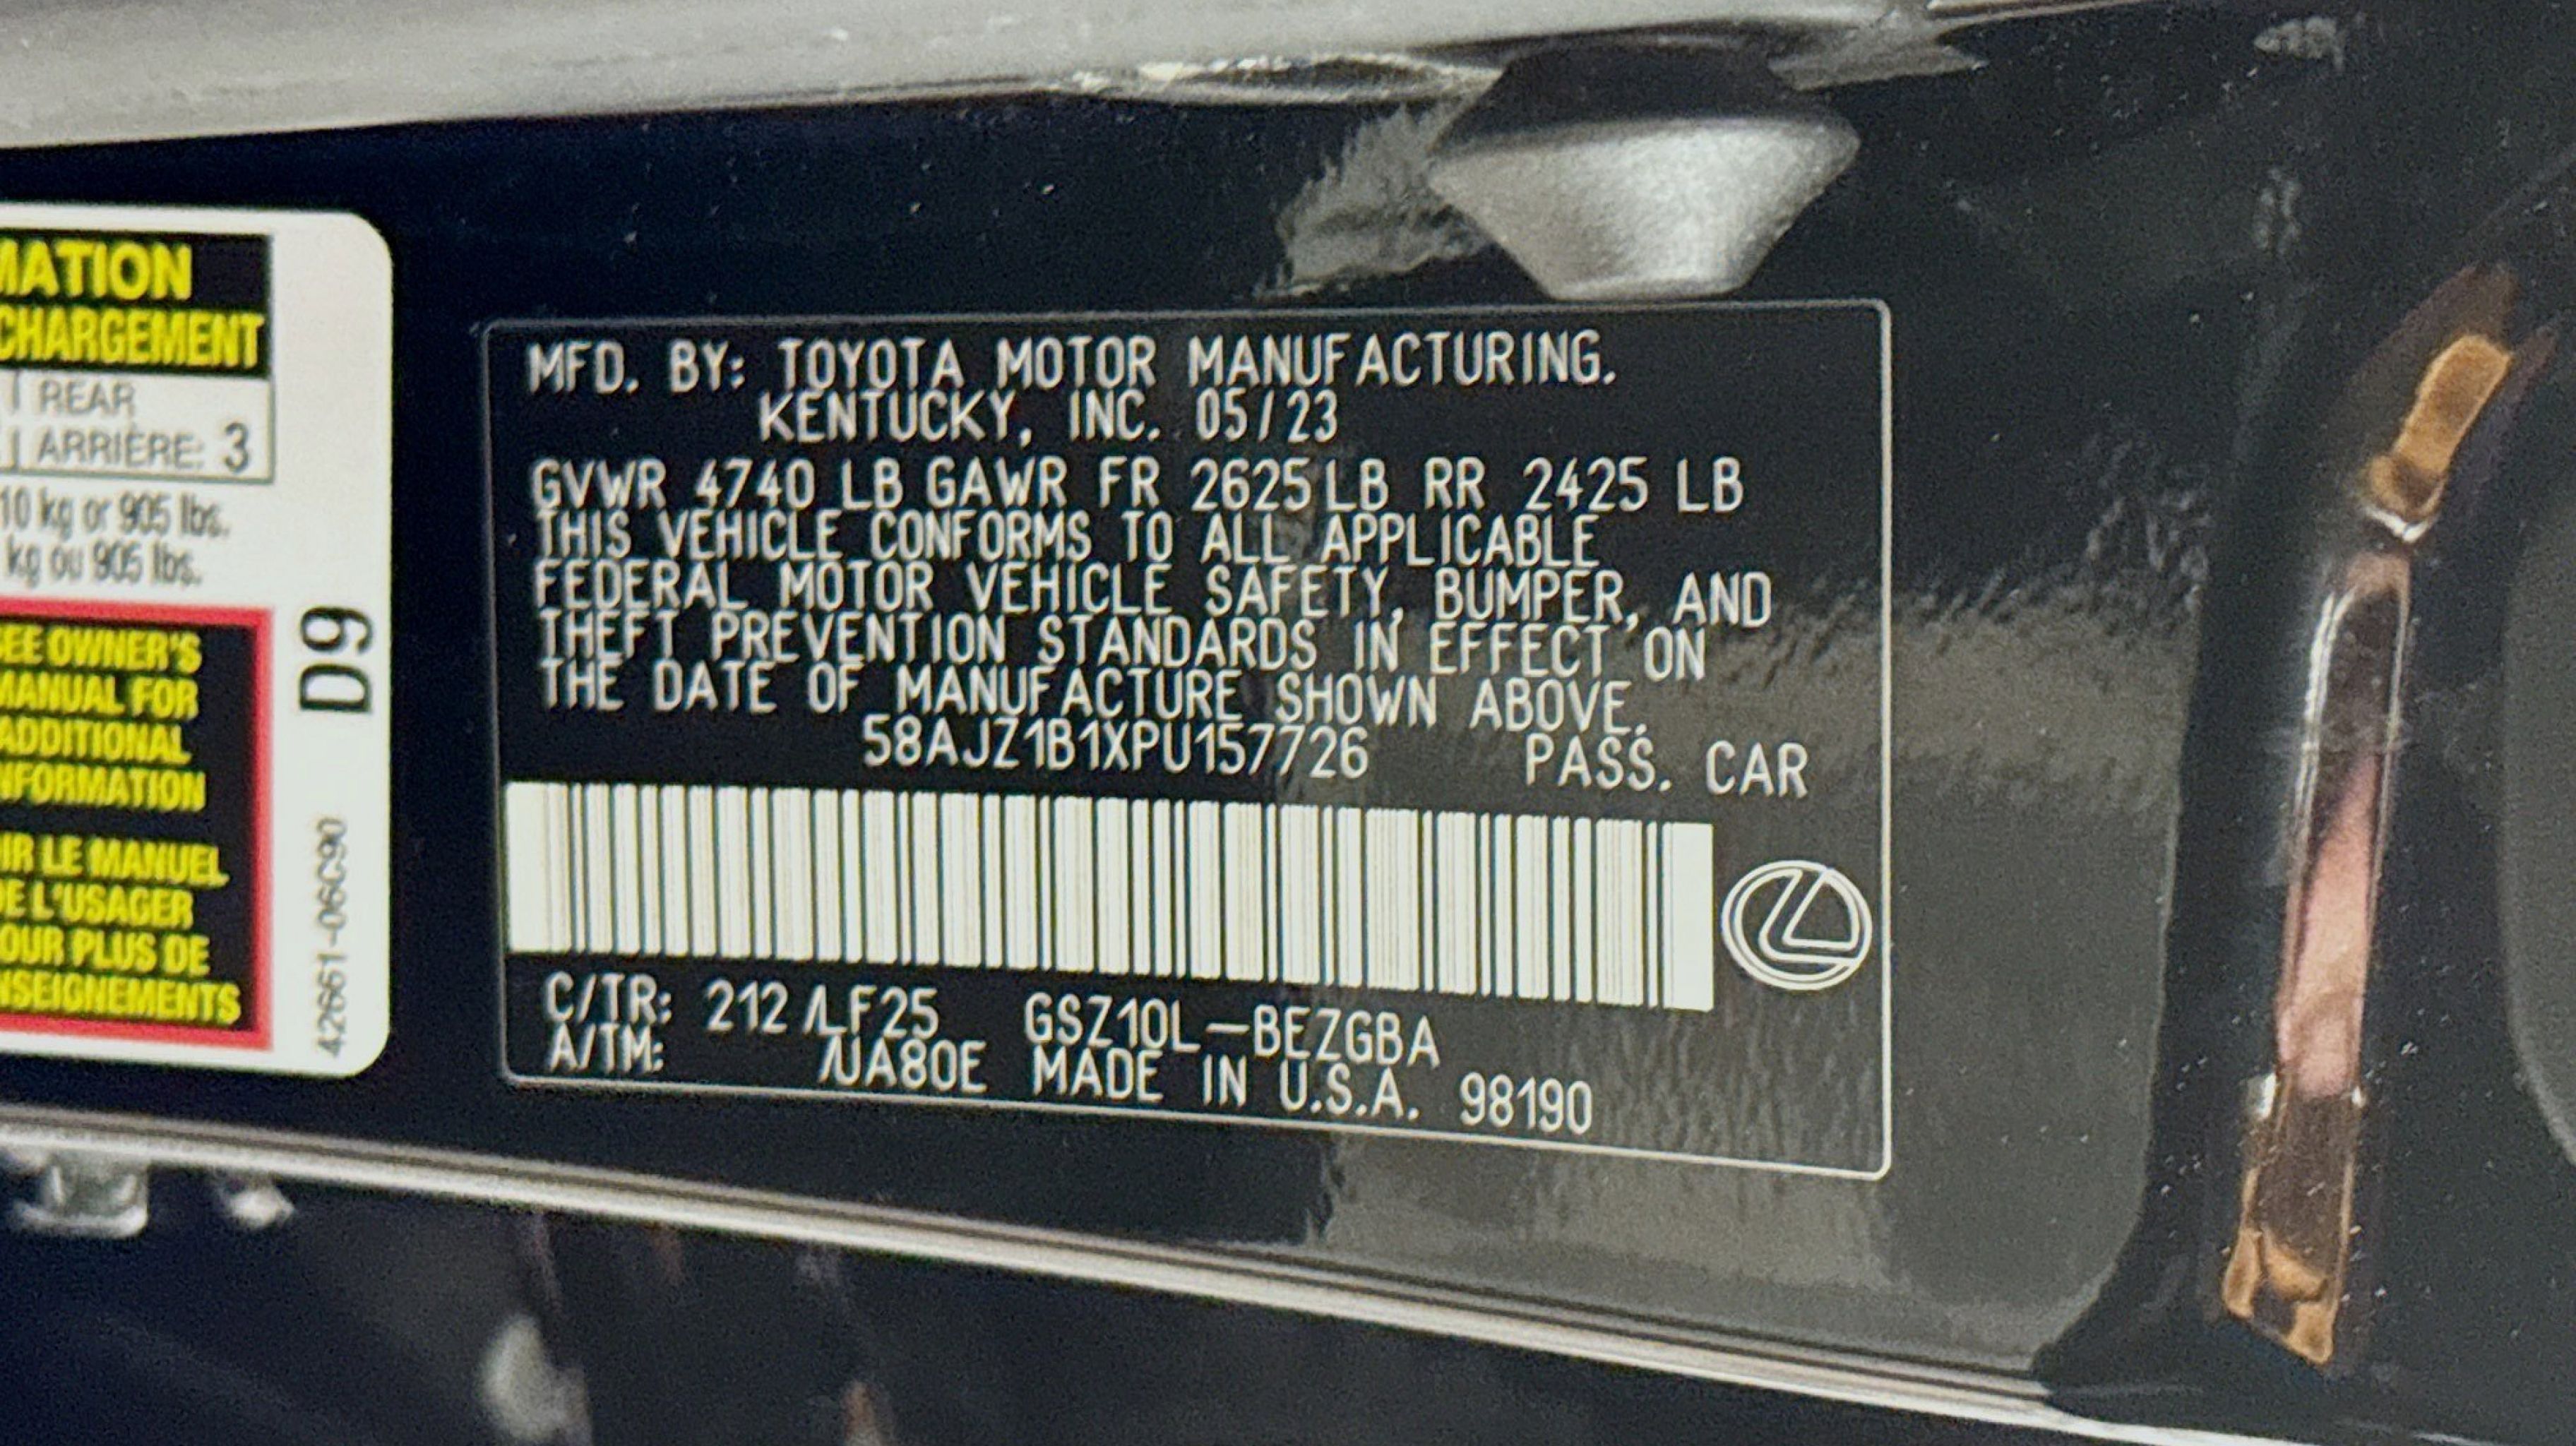 MATION
CHARGEMENT
REAR
ARRIÈRE: 3
10 kg or 905 lbs.
kg ou 905 lbs.
SEE OWNER'S
MANUAL FOR
ADDITIONAL
INFORMATION
IR LE MANUEL
DE L'USAGER
OUR PLUS DE
NSEIGNEMENTS
D9
42661-06C90
MFD. BY: TOYOTA MOTOR MANUFACTURING.
KENTUCKY, INC. 05/23
GVWR 4740 LB GAWR FR 2625 LB RR 2425 LB
THIS VEHICLE CONFORMS TO ALL APPLICABLE
FEDERAL MOTOR VEHICLE SAFETY, BUMPER, AND
THEFT PREVENTION STANDARDS IN EFFECT ON
THE DATE OF MANUFACTURE SHOWN ABOVE.
58AJZ1B1XPU157726 PASS. CAR
C/TR: 212 /LF25 GSZ10L-BEZGBA
A/TM: /UA80E MADE IN U.S.A. 98190